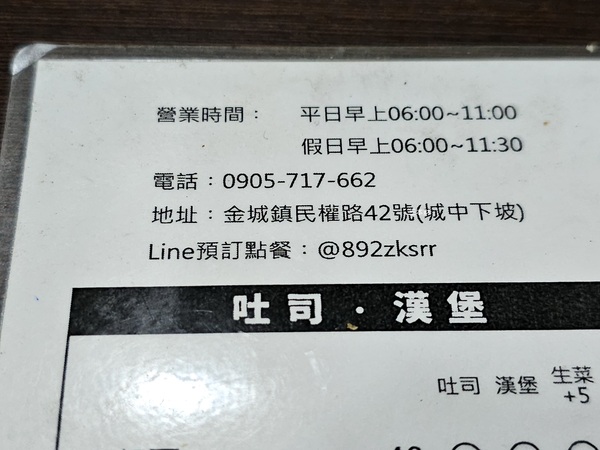 營業時間： 平日早上06:00~11:00
假日早上06:00~11:30
電話：0905-717-662
地址：金城鎮民權路42號(城中下坡)
Line預訂點餐：@892zksrr
吐司．漢堡
吐司 漢堡 生菜
+5